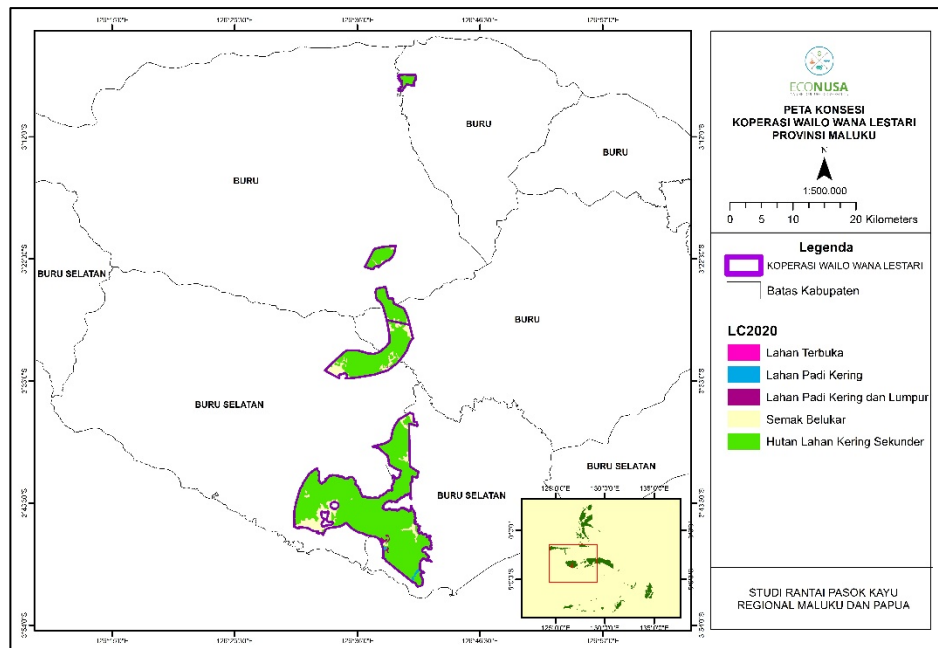 ECONUSA
PETA KONSESI
KOPERASI WAILO WANA LESTARI
PROVINSI MALUKU
N
1:500.000
0 5 10 20 Kilometers
Legenda
KOPERASI WAILO WANA LESTARI
Batas Kabupaten
LC2020
Lahan Terbuka
Lahan Padi Kering
Lahan Padi Kering dan Lumpur
Semak Belukar
Hutan Lahan Kering Sekunder
STUDI RANTAI PASOK KAYU
REGIONAL MALUKU DAN PAPUA
BURU
BURU
BURU
BURU SELATAN
BURU
BURU SELATAN
BURU SELATAN
BURU SELATAN